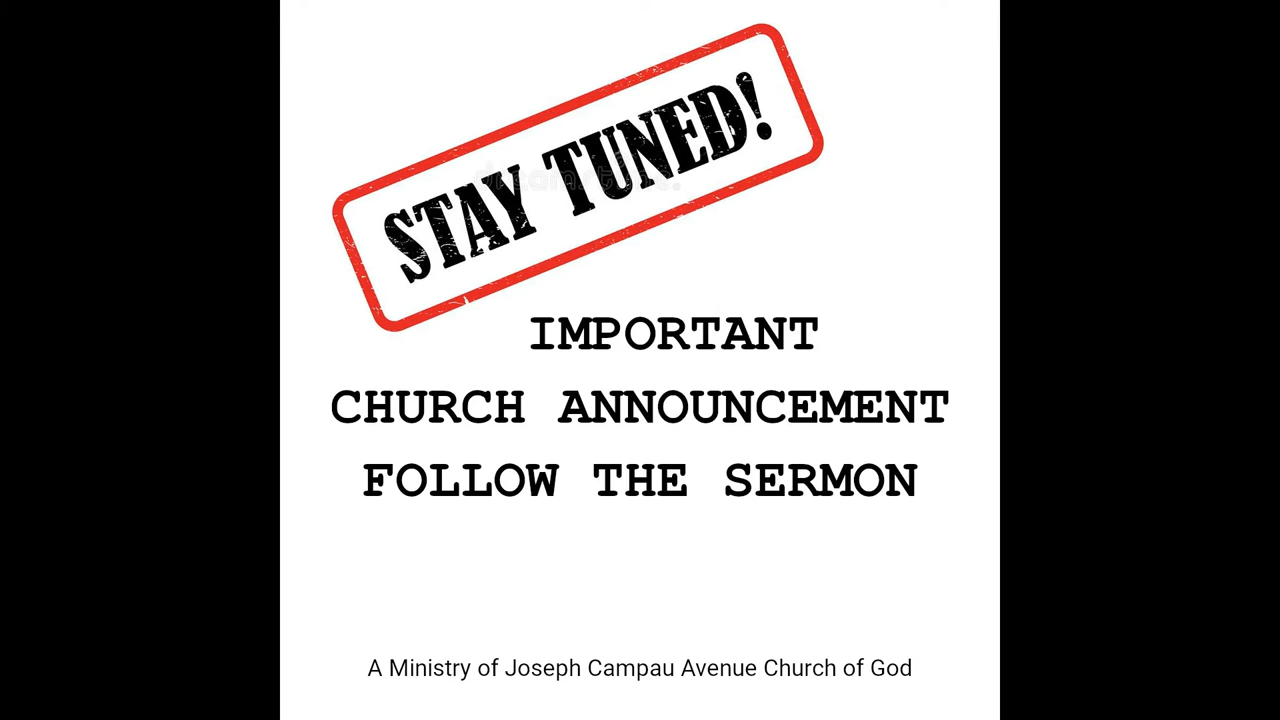 STAY TUNED!
IMPORTANT
CHURCH ANNOUNCEMENT
FOLLOW THE SERMON
A Ministry of Joseph Campau Avenue Church of God